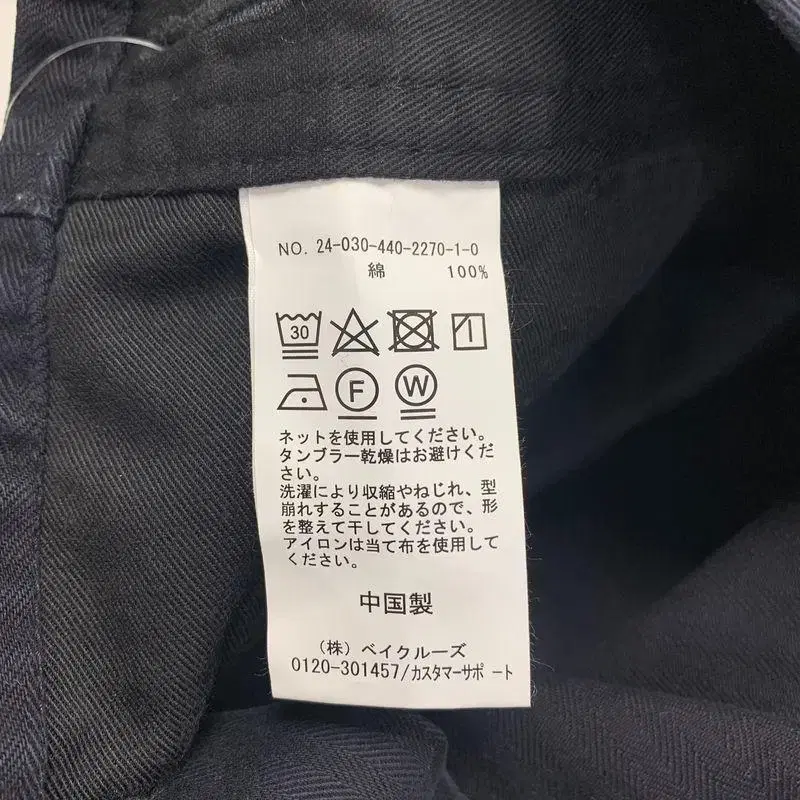 NO. 24-030-440-2270-1-0
綿 100%
30
F W
ネットを使用してください。
タンブラー乾燥はお避けくだ
さい。
洗濯により収縮やねじれ、型
崩れすることがあるので、形
を整えて干してください。
アイロンは当て布を使用して
ください。
中国製
(株)ベイクルーズ
0120-301457/カスタマーサポート